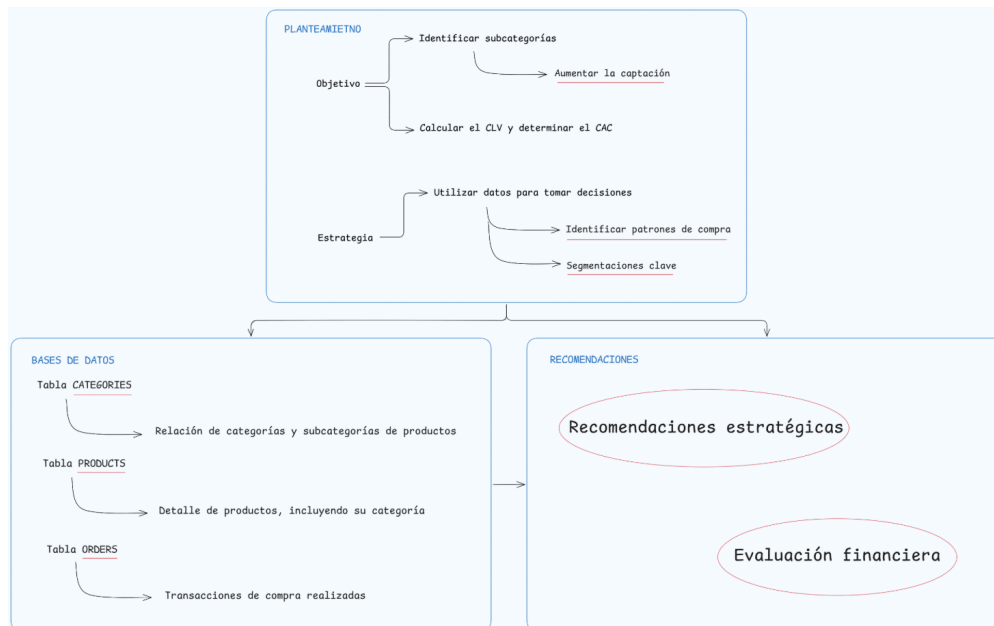 PLANTEAMIETNO
Identificar subcategorías
Aumentar la captación
Objetivo
Calcular el CLV y determinar el CAC
Utilizar datos para tomar decisiones
Identificar patrones de compra
Estrategia
Segmentaciones clave
BASES DE DATOS
Tabla CATEGORIES
Relación de categorías y subcategorías de productos
Tabla PRODUCTS
Detalle de productos, incluyendo su categoría
Tabla ORDERS
Transacciones de compra realizadas
RECOMENDACIONES
Recomendaciones estratégicas
Evaluación financiera